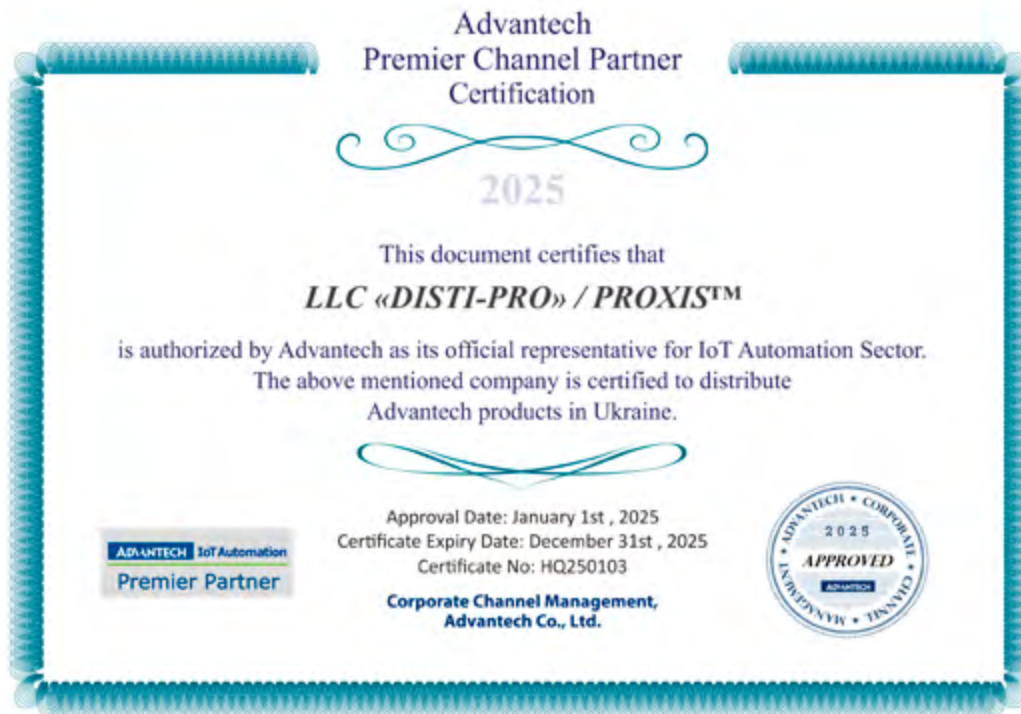 Advantech
Premier Channel Partner
Certification
2025
This document certifies that
LLC «DISTI-PRO» / PROXIS™
is authorized by Advantech as its official representative for IoT Automation Sector.
The above mentioned company is certified to distribute
Advantech products in Ukraine.
Approval Date: January 1st , 2025
Certificate Expiry Date: December 31st , 2025
Certificate No: HQ250103
Corporate Channel Management,
Advantech Co., Ltd.
ADVANTECH IoT Automation
Premier Partner
ADVANTECH * CORPORATE * CHANNEL * MANAGEMENT *
2025
APPROVED
ADVANTECH